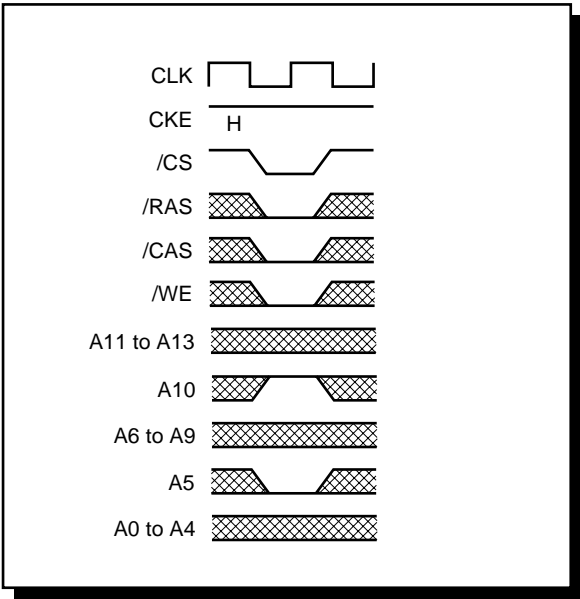 CLK
CKE H
/CS
/RAS
/CAS
/WE
A11 to A13
A10
A6 to A9
A5
A0 to A4